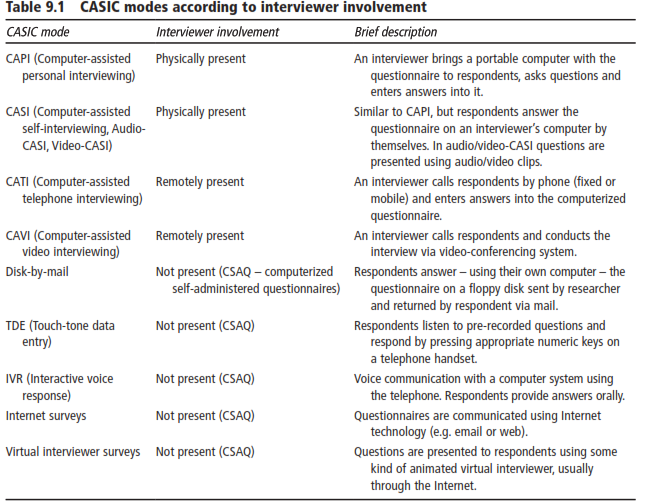 Table 9.1 CASIC modes according to interviewer involvement
CASIC mode Interviewer involvement Brief description
CAPI (Computer-assisted Physically present An interviewer brings a portable computer with the
personal interviewing) questionnaire to respondents, asks questions and
enters answers into it.
CASI (Computer-assisted Physically present Similar to CAPI, but respondents answer the
self-interviewing, Audio- questionnaire on an interviewer's computer by
CASI, Video-CASI) themselves. In audio/video-CASI questions are
presented using audio/video clips.
CATI (Computer-assisted Remotely present An interviewer calls respondents by phone (fixed or
telephone interviewing) mobile) and enters answers into the computerized
questionnaire.
CAVI (Computer-assisted Remotely present An interviewer calls respondents and conducts the
video interviewing) interview via video-conferencing system.
Disk-by-mail Not present (CSAQ – computerized Respondents answer – using their own computer – the
self-administered questionnaires) questionnaire on a floppy disk sent by researcher
and returned by respondent via mail.
TDE (Touch-tone data Not present (CSAQ) Respondents listen to pre-recorded questions and
entry) respond by pressing appropriate numeric keys on
a telephone handset.
IVR (Interactive voice Not present (CSAQ) Voice communication with a computer system using
response) the telephone. Respondents provide answers orally.
Internet surveys Not present (CSAQ) Questionnaires are communicated using Internet
technology (e.g. email or web).
Virtual interviewer surveys Not present (CSAQ) Questions are presented to respondents using some
kind of animated virtual interviewer, usually
through the Internet.